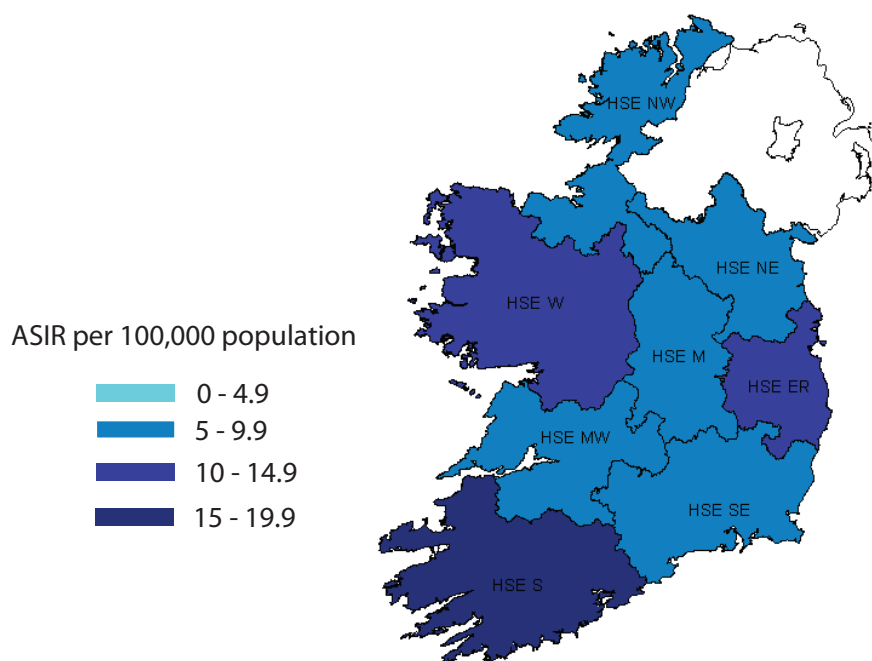 HSE NW
HSE NE
HSE W
ASIR per 100,000 population
HSE M
0 - 4.9
HSE ER
5 - 9.9
HSE MW
10 - 14.9
HSE SE
15 - 19.9
HSE S